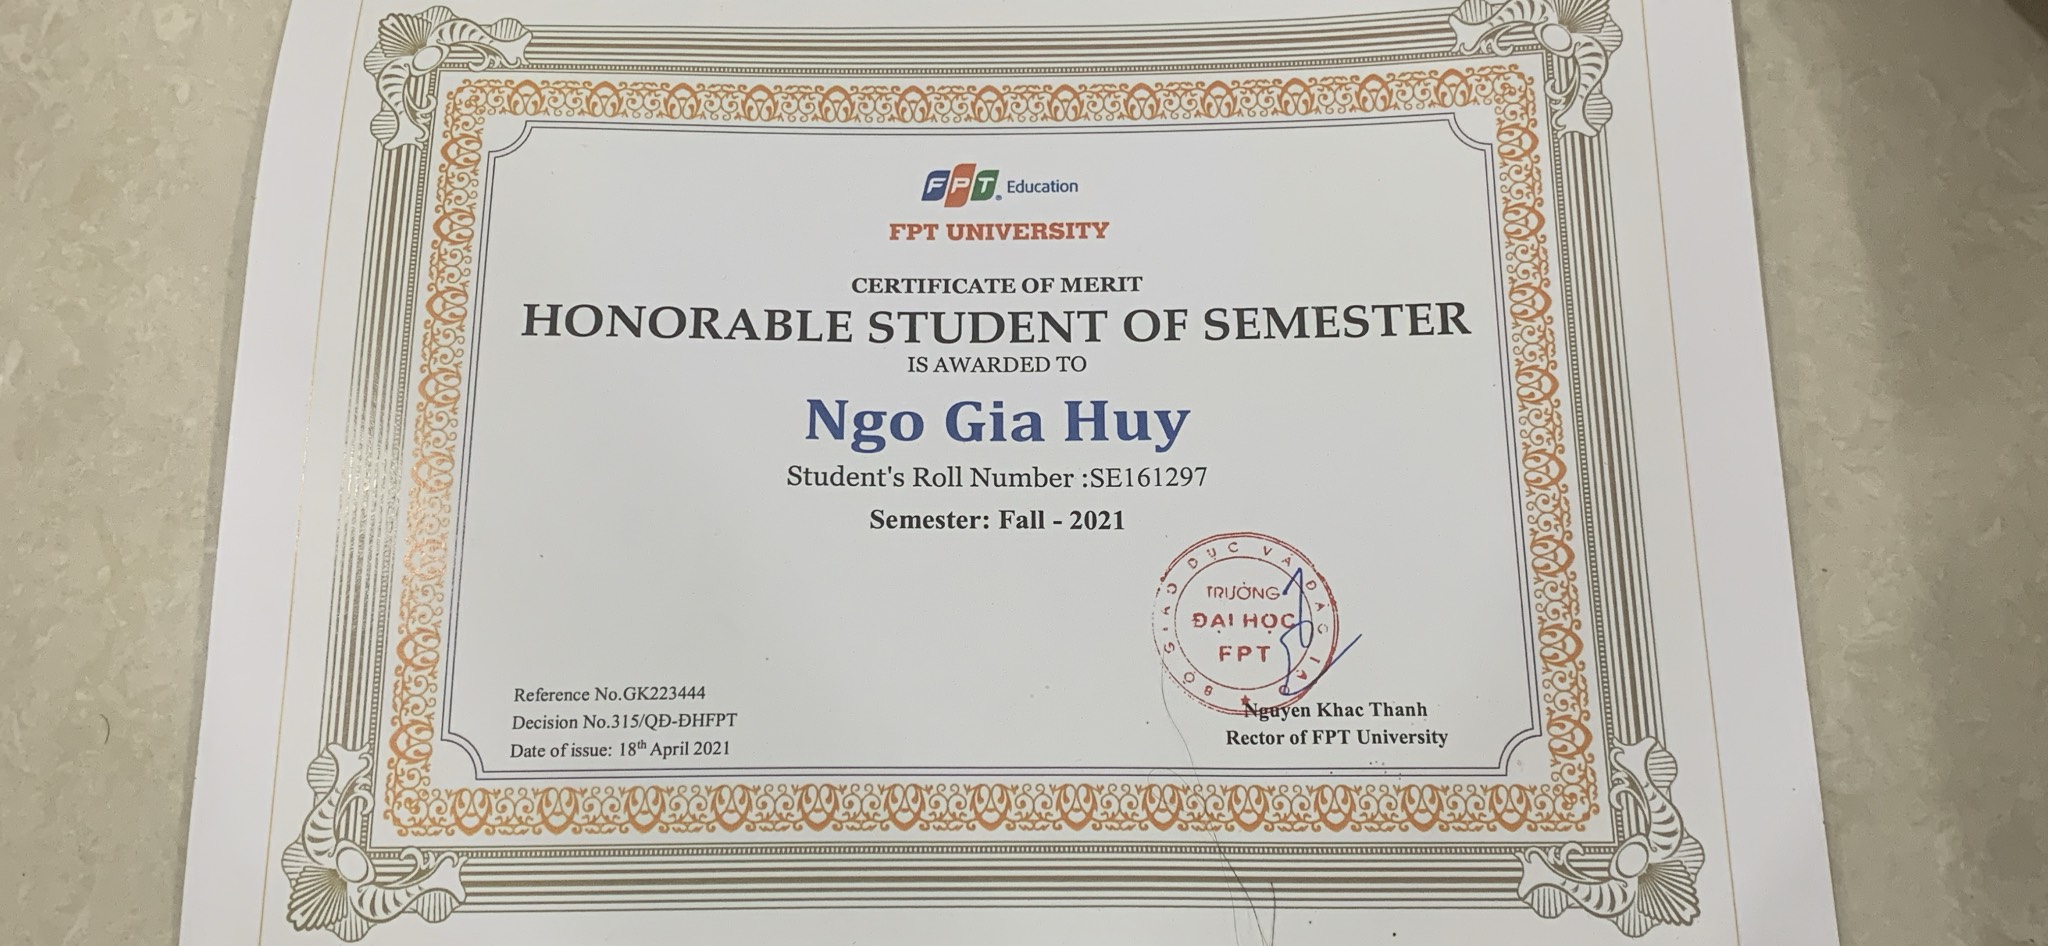 FPT. Education
FPT UNIVERSITY
CERTIFICATE OF MERIT
HONORABLE STUDENT OF SEMESTER
IS AWARDED TO
Ngo Gia Huy
Student's Roll Number :SE161297
Semester: Fall - 2021
BỘ GIÁO DỤC VÀ ĐÀO TẠO
TRƯỜNG
ĐẠI HỌC
FPT
Nguyen Khac Thanh
Rector of FPT University
Reference No.GK223444
Decision No.315/QĐ-ĐHFPT
Date of issue: 18th April 2021